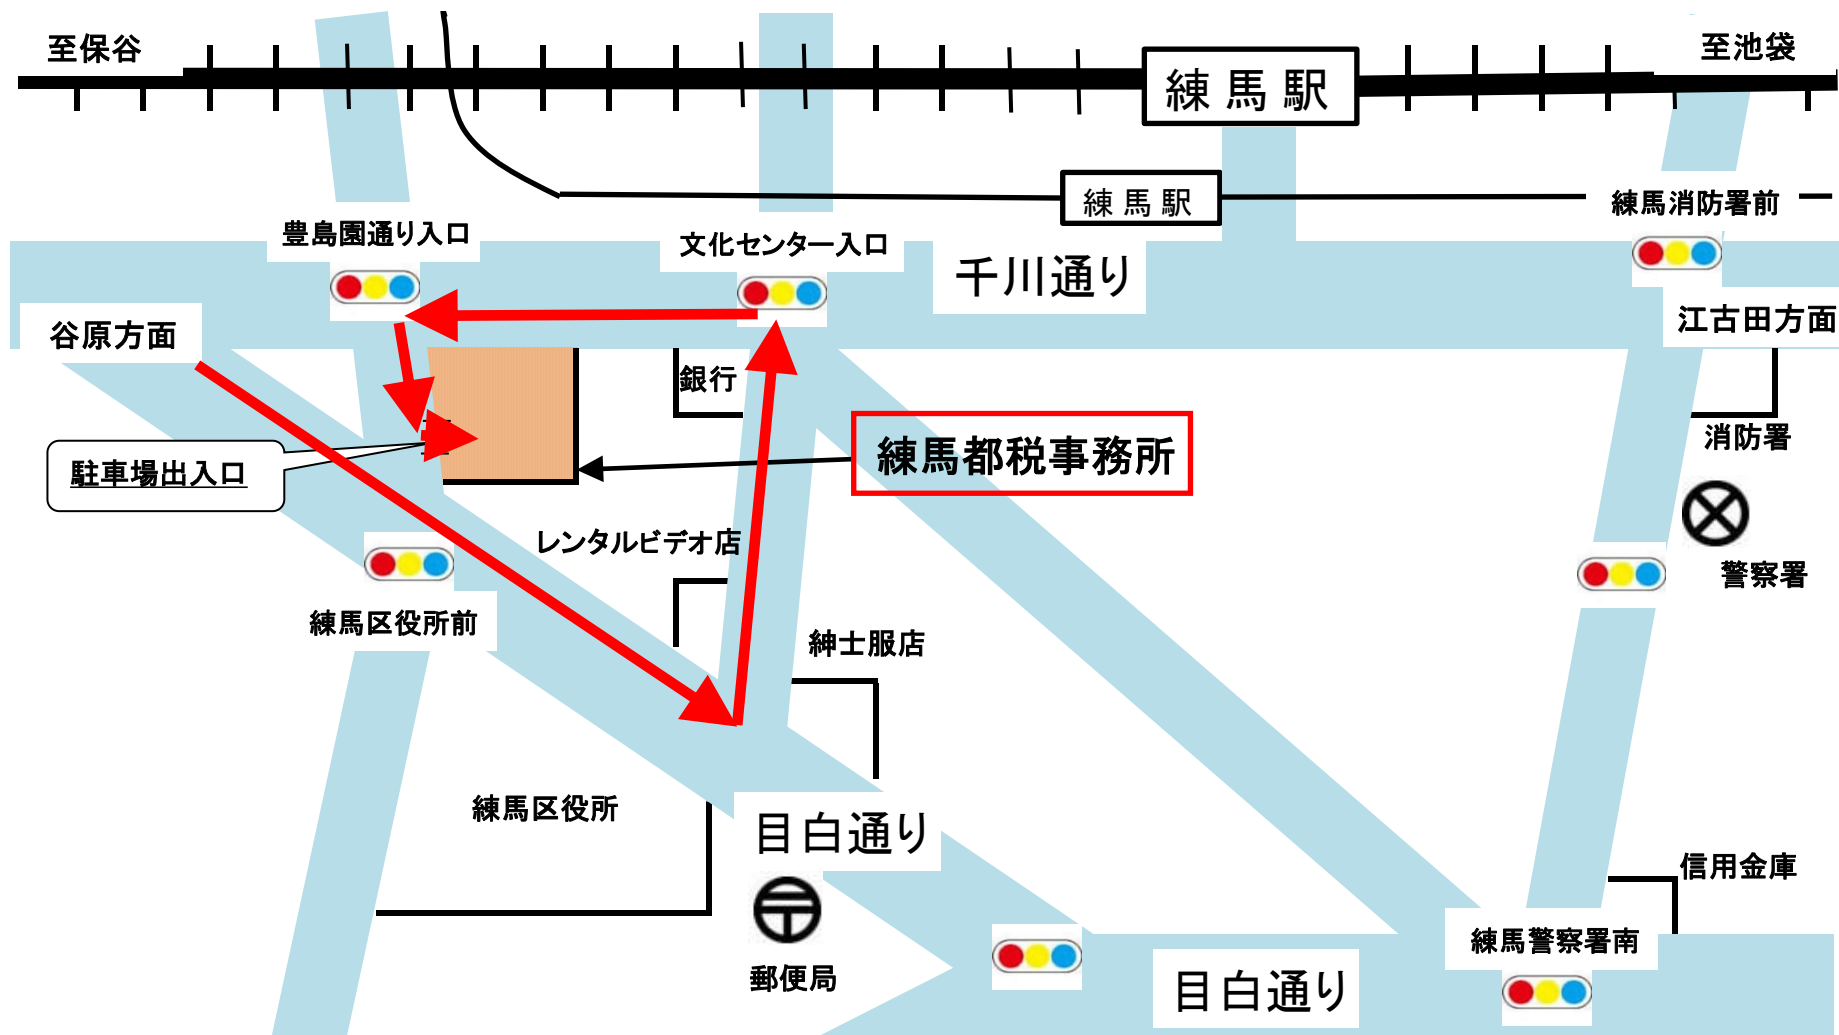 至保谷
至池袋
練馬駅
練馬駅
練馬消防署前
豊島園通り入口
文化センター入口
千川通り
谷原方面
江古田方面
銀行
消防署
練馬都税事務所
駐車場出入口
レンタルビデオ店
警察署
練馬区役所前
紳士服店
練馬区役所
目白通り
信用金庫
練馬警察署南
郵便局
目白通り